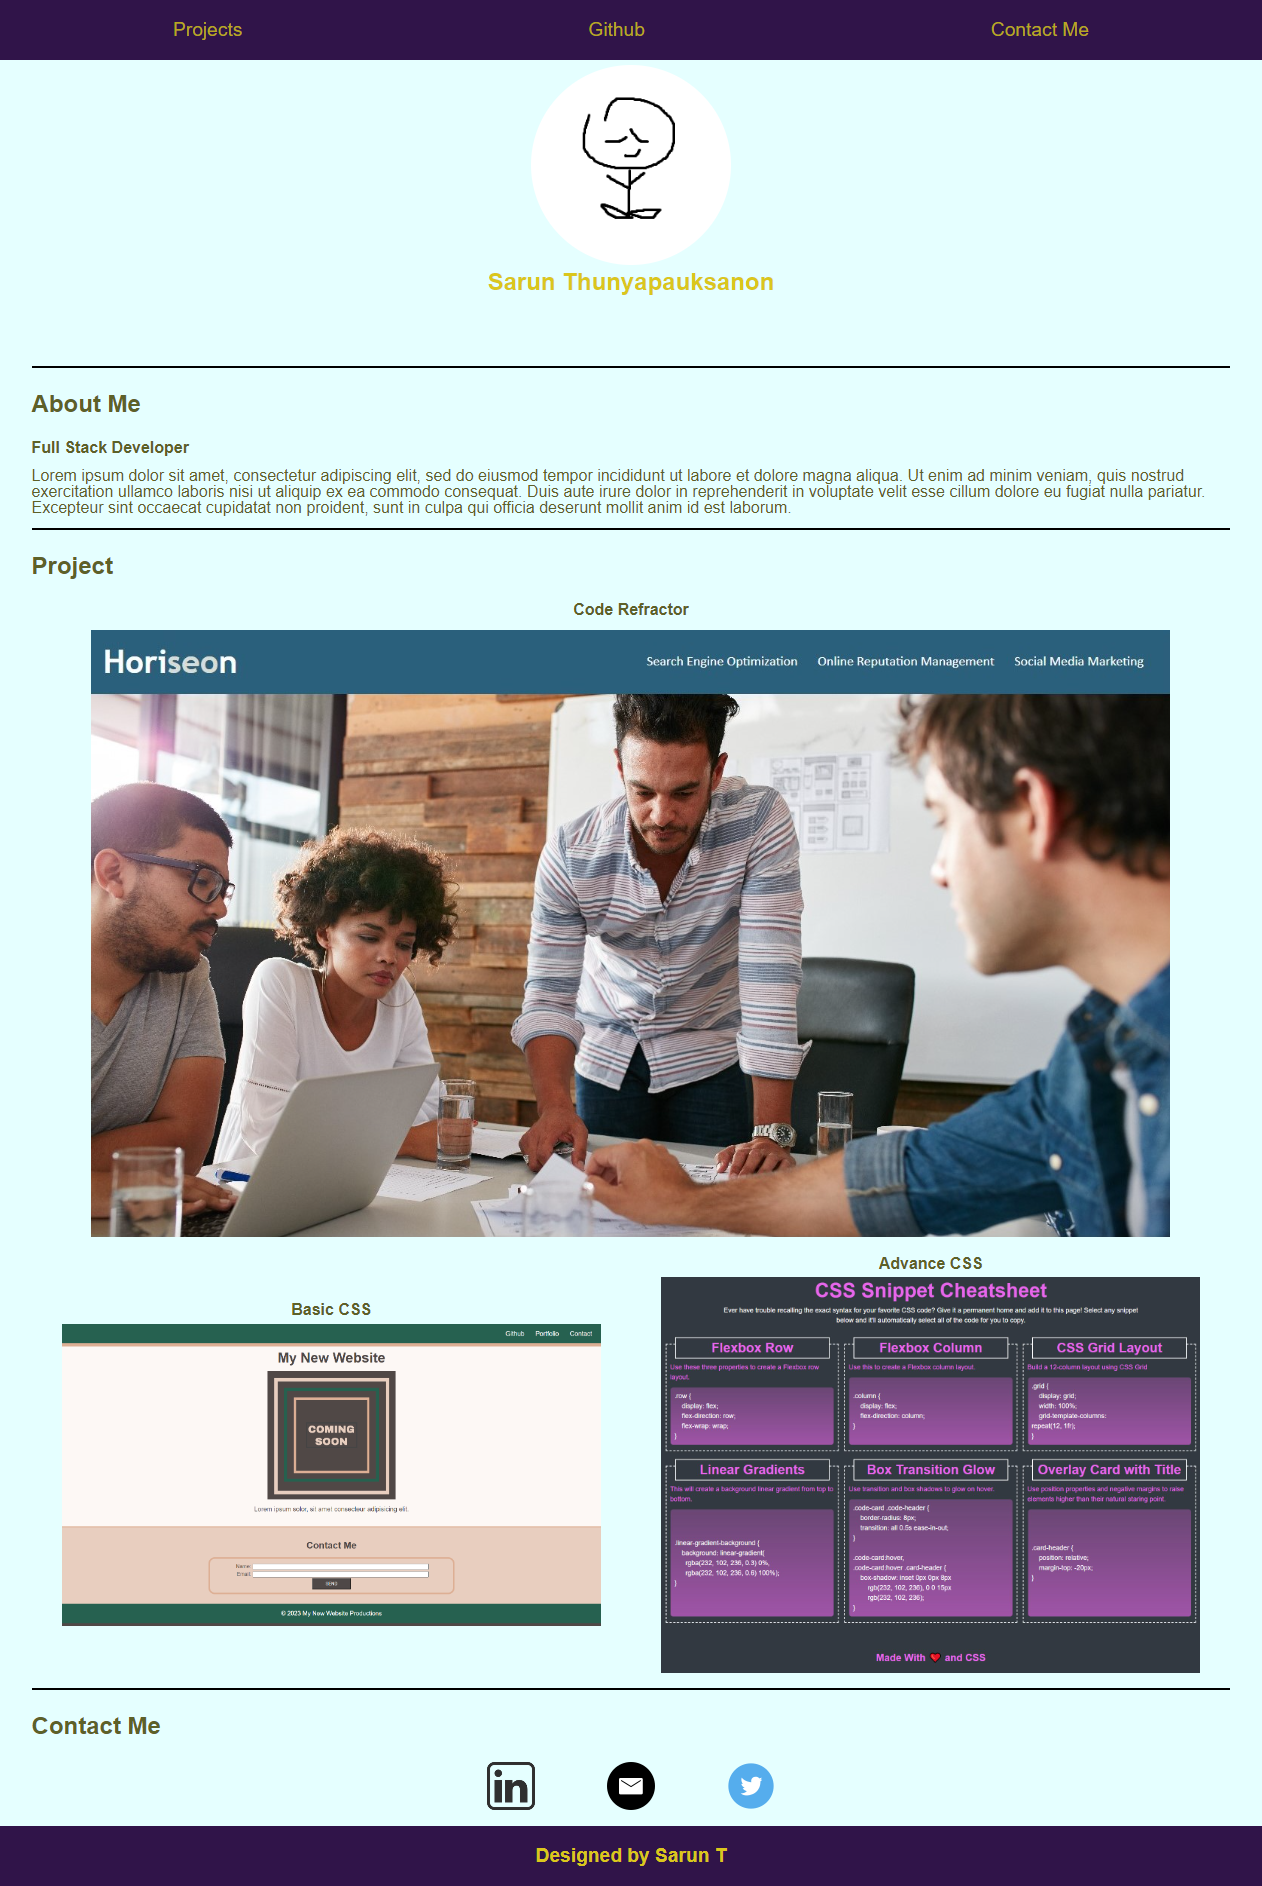 Projects
Github
Contact Me
Sarun Thunyapauksanon
About Me
Full Stack Developer
Lorem ipsum dolor sit amet, consectetur adipiscing elit, sed do eiusmod tempor incididunt ut labore et dolore magna aliqua. Ut enim ad minim veniam, quis nostrud
exercitation ullamco laboris nisi ut aliquip ex ea commodo consequat. Duis aute irure dolor in reprehenderit in voluptate velit esse cillum dolore eu fugiat nulla pariatur.
Excepteur sint occaecat cupidatat non proident, sunt in culpa qui officia deserunt mollit anim id est laborum.
Project
Code Refractor
Horiseon
Search Engine Optimization
Online Reputation Management
Social Media Marketing
Basic CSS
Github
Portfolio
Contact
My New Website
COMING
SOON
Lorem ipsum solor, sit amet consecteur adipisicing elit.
Contact Me
Name:
Email:
SEND
© 2023 My New Website Productions
Advance CSS
CSS Snippet Cheatsheet
Ever have trouble recalling the exact syntax for your favorite CSS code? Give it a permanent home and add it to this page! Select any snippet
below and it'll automatically select all of the code for you to copy.
Flexbox Row
Use these three properties to create a Flexbox row
layout.
.row {
display: flex;
flex-direction: row;
flex-wrap: wrap;
}
Flexbox Column
Use this to create a Flexbox column layout.
.column {
display: flex;
flex-direction: column;
}
CSS Grid Layout
Build a 12-column layout using CSS Grid
.grid {
display: grid;
width: 100%;
grid-template-columns:
repeat(12, 1fr);
}
Linear Gradients
This will create a background linear gradient from top to
bottom.
.linear-gradient-background {
background: linear-gradient(
rgba(232, 102, 236, 0.3) 0%,
rgba(232, 102, 236, 0.6) 100%);
}
Box Transition Glow
Use transition and box shadows to glow on hover.
.code-card .code-header {
border-radius: 8px;
transition: all 0.5s ease-in-out;
}
.code-card:hover,
.code-card:hover .card-header {
box-shadow: inset 0px 0px 8px
rgb(232, 102, 236), 0 0 15px
rgb(232, 102, 236);
}
Overlay Card with Title
Use position properties and negative margins to raise
elements higher than their natural staring point.
.card-header {
position: relative;
margin-top: -20px;
}
Made With ❤️ and CSS
Contact Me
in
Designed by Sarun T